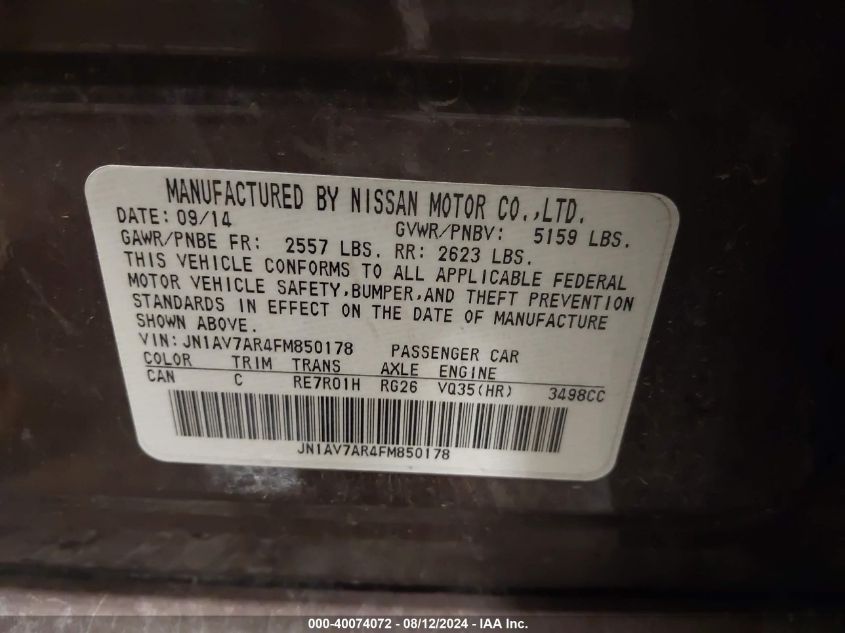 MANUFACTURED BY NISSAN MOTOR CO.,LTD.
DATE: 09/14 GVWR/PNBV: 5159 LBS.
GAWR/PNBE FR: 2557 LBS. RR: 2623 LBS.
THIS VEHICLE CONFORMS TO ALL APPLICABLE FEDERAL
MOTOR VEHICLE SAFETY,BUMPER,AND THEFT PREVENTION
STANDARDS IN EFFECT ON THE DATE OF MANUFACTURE
SHOWN ABOVE.
VIN: JN1AV7AR4FM850178 PASSENGER CAR
COLOR TRIM TRANS AXLE ENGINE
CAN C RE7R01H RG26 VQ35(HR) 3498CC
JN1AV7AR4FM850178
000-40074072 - 08/12/2024 - IAA Inc.